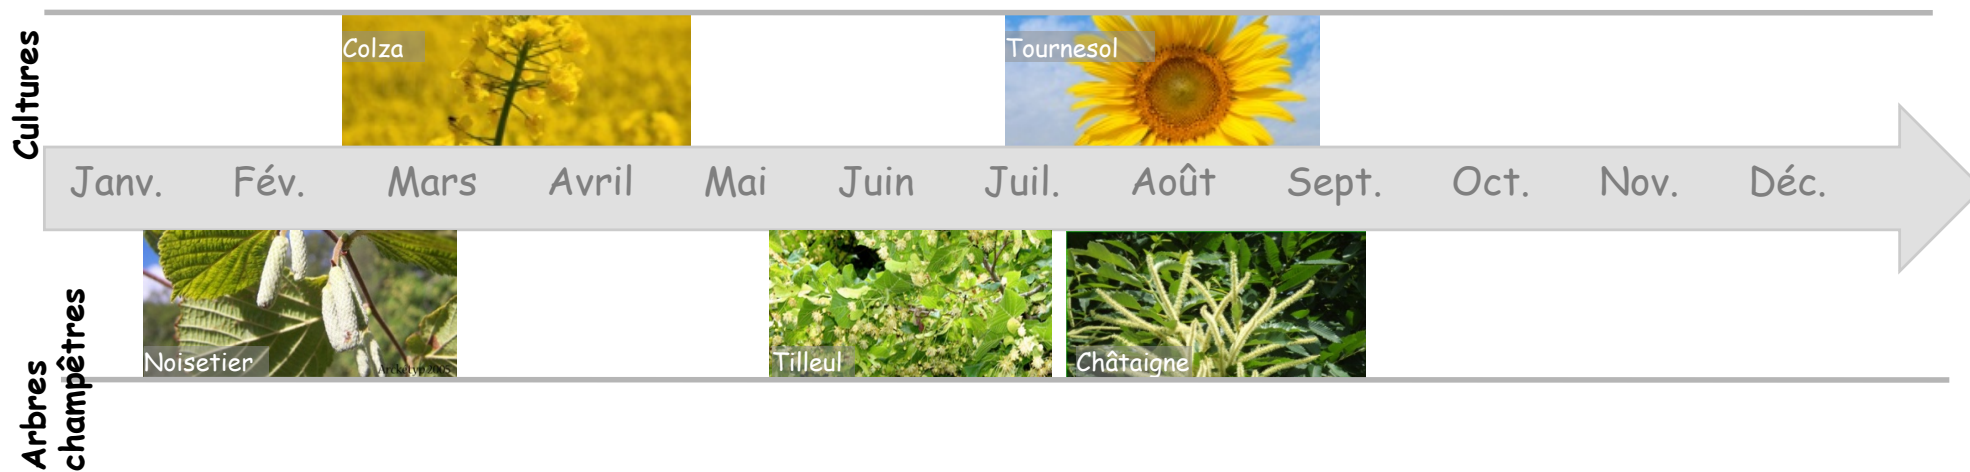 Cultures
Colza
Tournesol
Janv. Fév. Mars Avril Mai Juin Juil. Août Sept. Oct. Nov. Déc.
Arbres
champêtres
Noisetier
Tilleul
Châtaigne